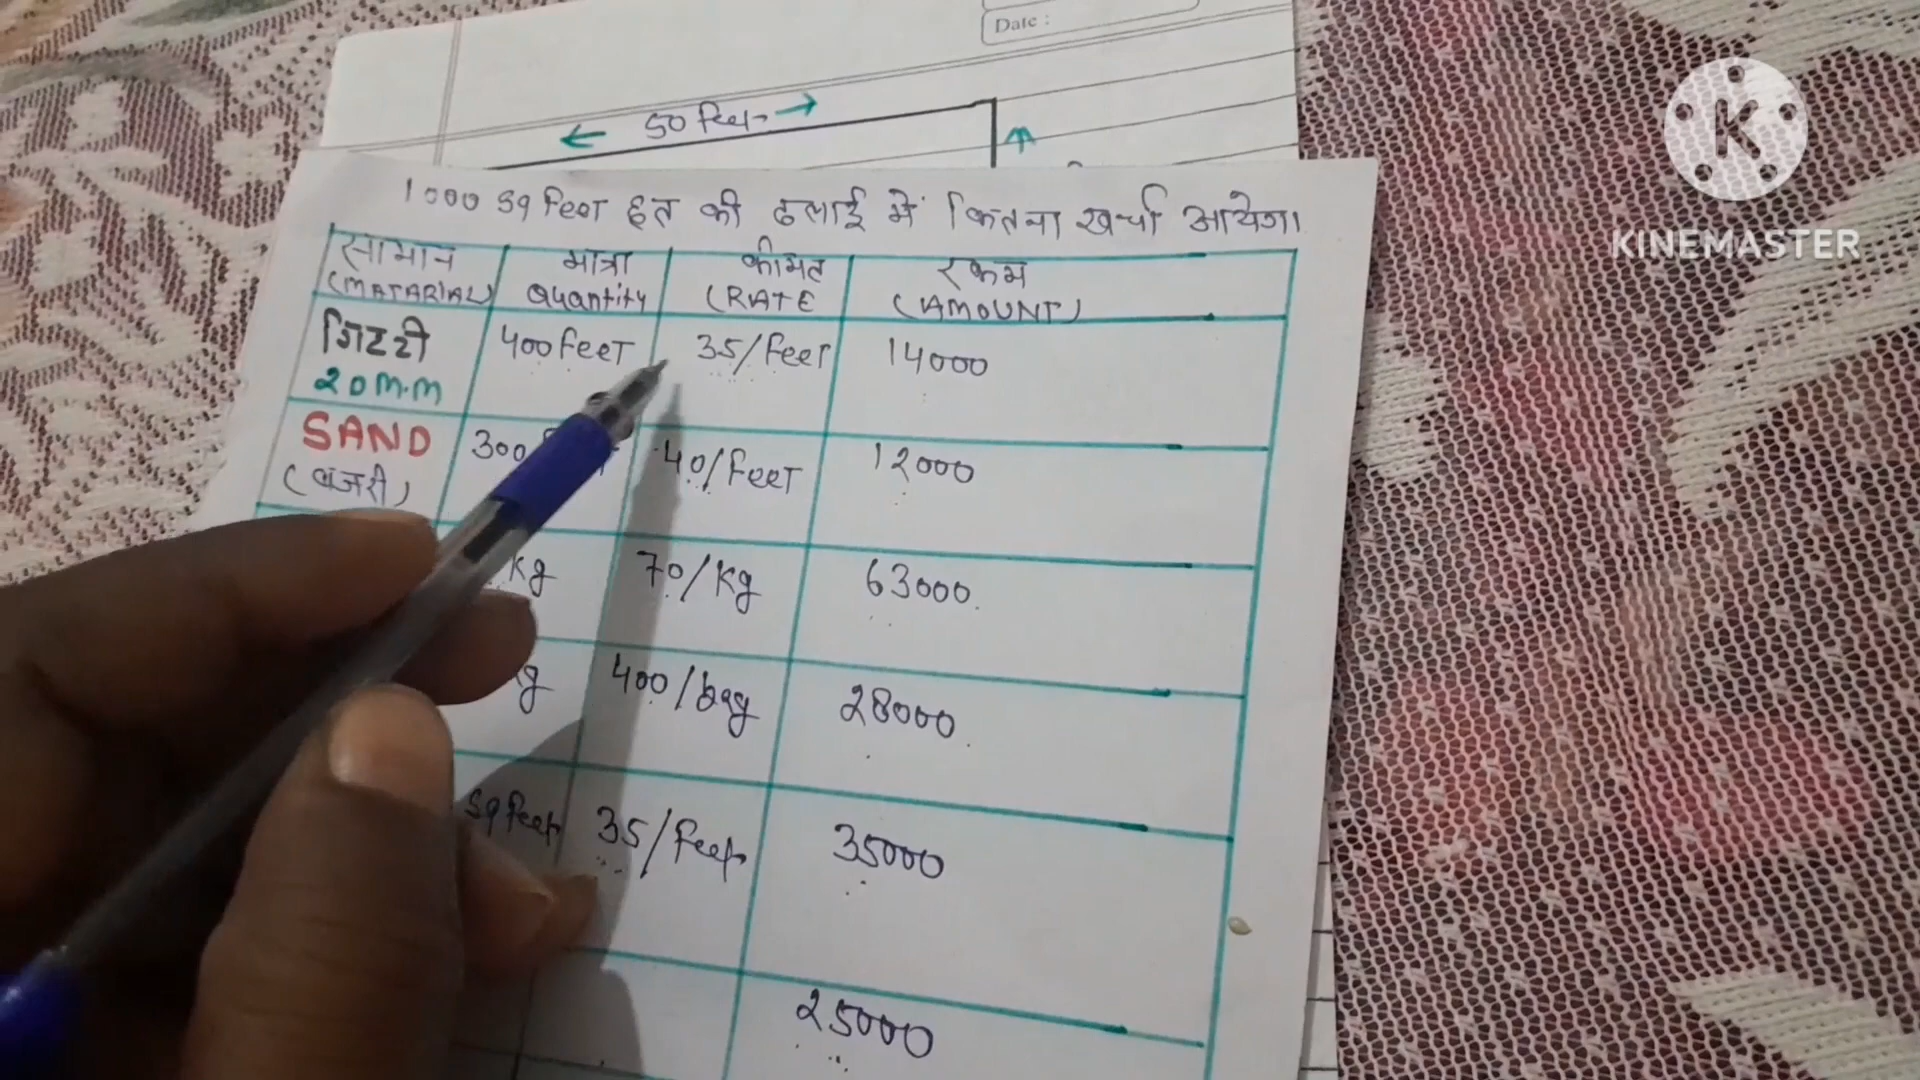 Date :
50 feet
1000 Sq Feet छत की ढलाई में कितना खर्चा आयेगा
सामान मात्रा कीमत रकम
(MATARIAL) Quantity (RATE (AMOUNT)
गिटटी 400 Feet 35/Feet 14000
20 m.m
SAND 300 40/Feet 12000
(बजरी)
kg 70/Kg 63000
400/bag 28000
Sq feet 35/feet 35000
25000
K
KINEMASTER